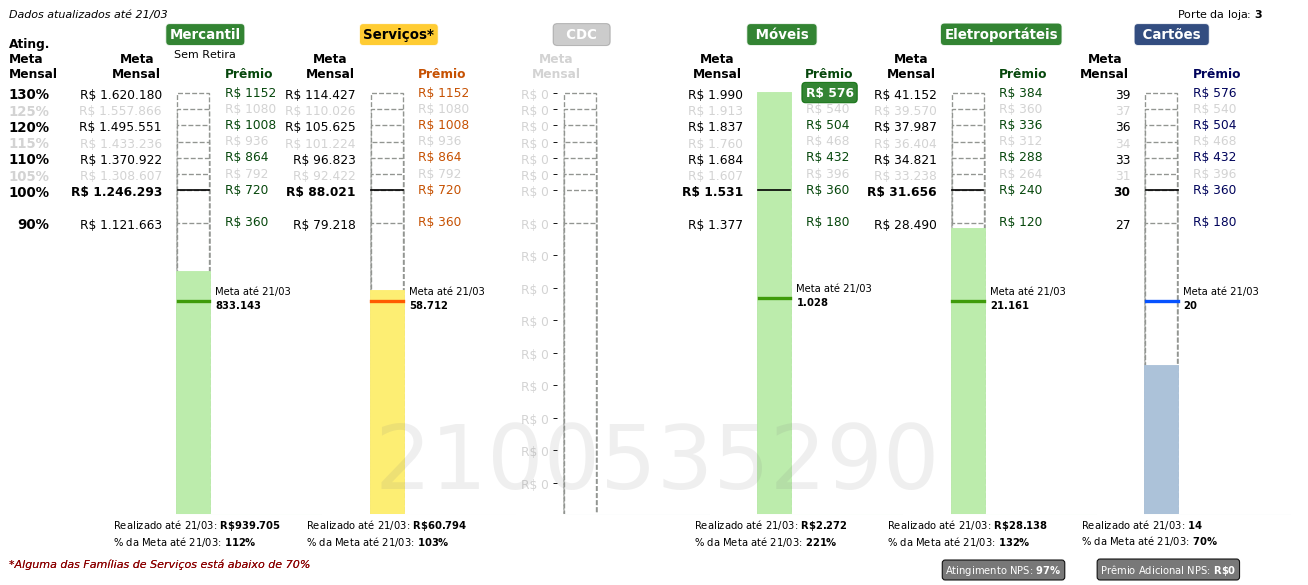 Dados atualizados até 21/03
Porte da loja: 3
Mercantil
Serviços*
CDC
Móveis
Eletroportáteis
Cartões
Ating.
Meta
Mensal
Meta
Mensal
Sem Retira
Prêmio
Meta
Mensal
Prêmio
Meta
Mensal
Meta
Mensal
Prêmio
Meta
Mensal
Prêmio
Meta
Mensal
Prêmio
130% R$ 1.620.180 R$ 1152 R$ 114.427 R$ 1152 R$ 0 R$ 1.990 R$ 576 R$ 41.152 R$ 384 39 R$ 576
125% R$ 1.557.866 R$ 1080 R$ 110.026 R$ 1080 R$ 0 R$ 1.913 R$ 540 R$ 39.570 R$ 360 37 R$ 540
120% R$ 1.495.551 R$ 1008 R$ 105.625 R$ 1008 R$ 0 R$ 1.837 R$ 504 R$ 37.987 R$ 336 36 R$ 504
115% R$ 1.433.236 R$ 936 R$ 101.224 R$ 936 R$ 0 R$ 1.760 R$ 468 R$ 36.404 R$ 312 34 R$ 468
110% R$ 1.370.922 R$ 864 R$ 96.823 R$ 864 R$ 0 R$ 1.684 R$ 432 R$ 34.821 R$ 288 33 R$ 432
105% R$ 1.308.607 R$ 792 R$ 92.422 R$ 792 R$ 0 R$ 1.607 R$ 396 R$ 33.238 R$ 264 31 R$ 396
100% R$ 1.246.293 R$ 720 R$ 88.021 R$ 720 R$ 0 R$ 1.531 R$ 360 R$ 31.656 R$ 240 30 R$ 360
90% R$ 1.121.663 R$ 360 R$ 79.218 R$ 360 R$ 0 R$ 1.377 R$ 180 R$ 28.490 R$ 120 27 R$ 180
R$ 0
R$ 0
R$ 0
R$ 0
R$ 0
R$ 0
R$ 0
R$ 0
Meta até 21/03
833.143
Meta até 21/03
58.712
Meta até 21/03
1.028
Meta até 21/03
21.161
Meta até 21/03
20
2100535290
Realizado até 21/03: R$939.705
% da Meta até 21/03: 112%
Realizado até 21/03: R$60.794
% da Meta até 21/03: 103%
Realizado até 21/03: R$2.272
% da Meta até 21/03: 221%
Realizado até 21/03: R$28.138
% da Meta até 21/03: 132%
Realizado até 21/03: 14
% da Meta até 21/03: 70%
*Alguma das Famílias de Serviços está abaixo de 70%
Atingimento NPS: 97%
Prêmio Adicional NPS: R$0